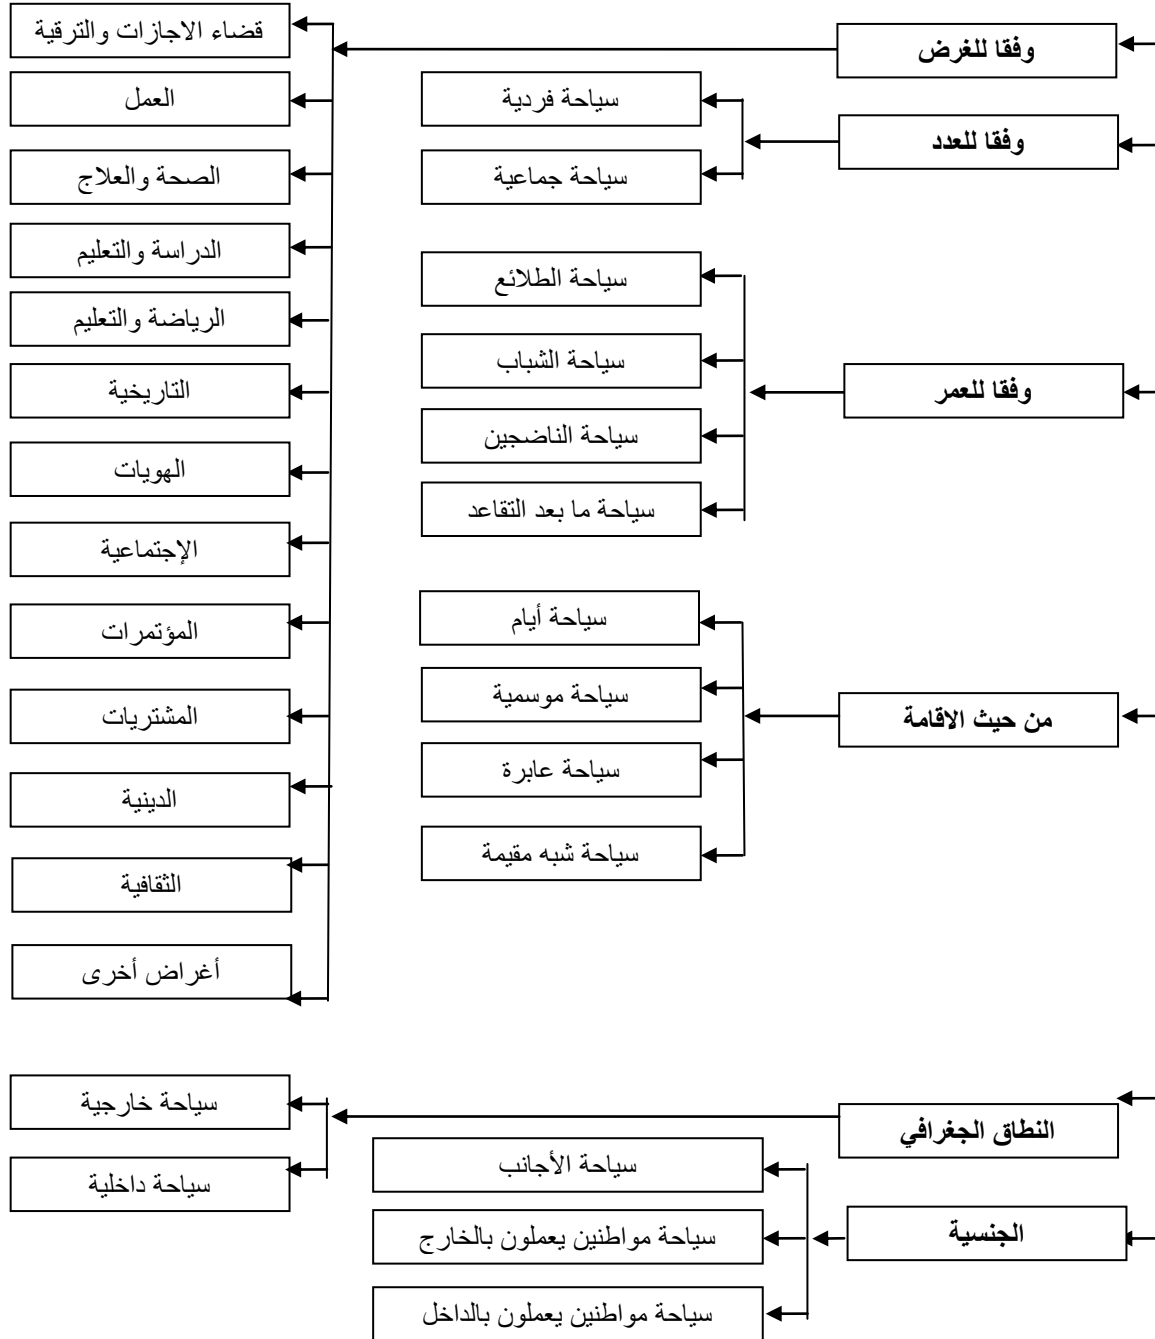 وفقا للغرض
قضاء الاجازات والترقية
العمل
الصحة والعلاج
الدراسة والتعليم
الرياضة والتعليم
التاريخية
الهويات
الإجتماعية
المؤتمرات
المشتريات
الدينية
الثقافية
أغراض أخرى
وفقا للعدد
سياحة فردية
سياحة جماعية
وفقا للعمر
سياحة الطلائع
سياحة الشباب
سياحة الناضجين
سياحة ما بعد التقاعد
من حيث الاقامة
سياحة أيام
سياحة موسمية
سياحة عابرة
سياحة شبه مقيمة
النطاق الجغرافي
سياحة خارجية
سياحة داخلية
الجنسية
سياحة الأجانب
سياحة مواطنين يعملون بالخارج
سياحة مواطنين يعملون بالداخل